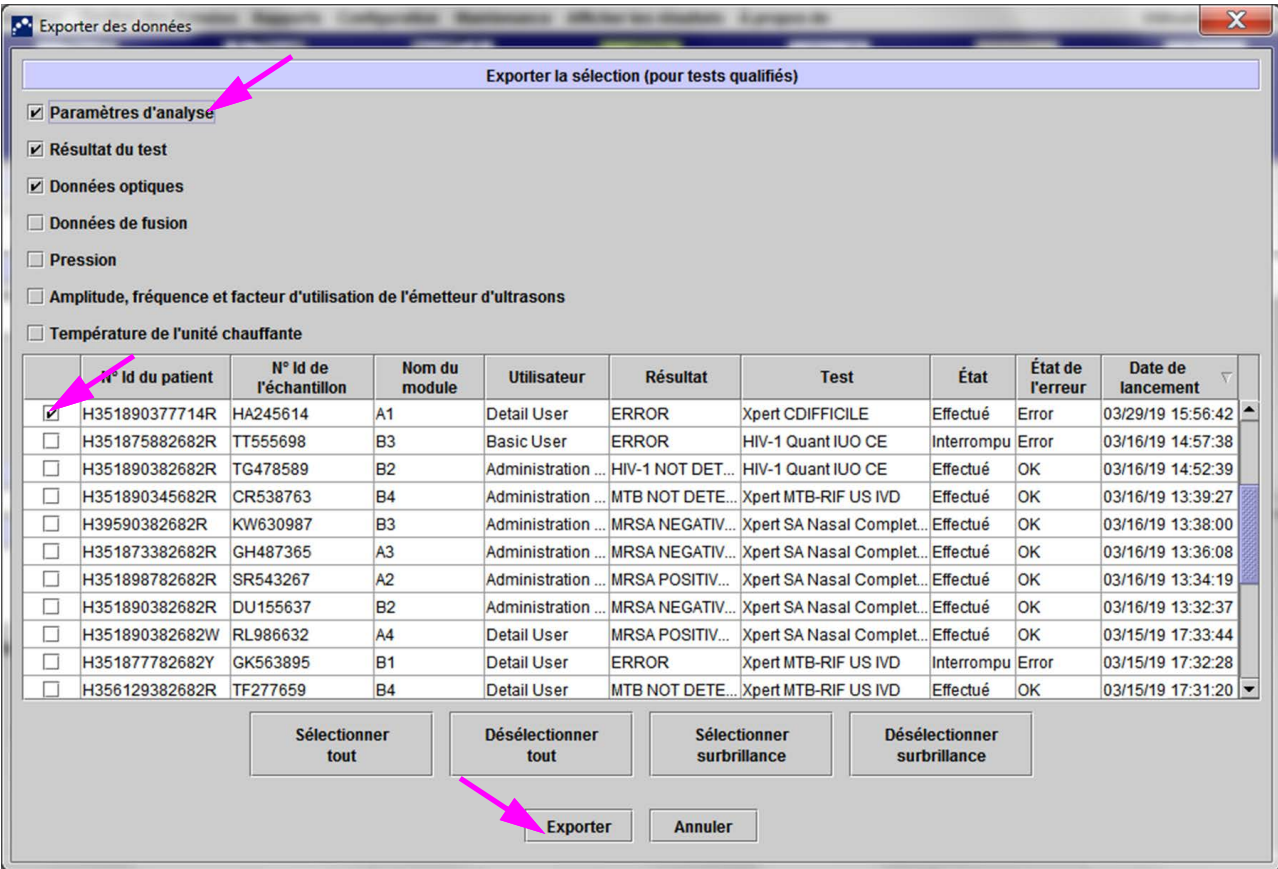 Exporter des données
Exporter la sélection (pour tests qualifiés)
Paramètres d'analyse
Résultat du test
Données optiques
Données de fusion
Pression
Amplitude, fréquence et facteur d'utilisation de l'émetteur d'ultrasons
Température de l'unité chauffante
N° Id du patient N° Id de l'échantillon Nom du module Utilisateur Résultat Test État État de l'erreur Date de lancement
H351890377714R HA245614 A1 Detail User ERROR Xpert CDIFFICILE Effectué Error 03/29/19 15:56:42
H351875882682R TT555698 B3 Basic User ERROR HIV-1 Quant IUO CE Interrompu Error 03/16/19 14:57:38
H351890382682R TG478589 B2 Administration ... HIV-1 NOT DET... HIV-1 Quant IUO CE Effectué OK 03/16/19 14:52:39
H351890345682R CR538763 B4 Administration ... MTB NOT DETE... Xpert MTB-RIF US IVD Effectué OK 03/16/19 13:39:27
H39590382682R KW630987 B3 Administration ... MRSA NEGATIV... Xpert SA Nasal Complet... Effectué OK 03/16/19 13:38:00
H351873382682R GH487365 A3 Administration ... MRSA NEGATIV... Xpert SA Nasal Complet... Effectué OK 03/16/19 13:36:08
H351898782682R SR543267 A2 Administration ... MRSA POSITIV... Xpert SA Nasal Complet... Effectué OK 03/16/19 13:34:19
H351890382682R DU155637 B2 Administration ... MRSA NEGATIV... Xpert SA Nasal Complet... Effectué OK 03/16/19 13:32:37
H351890382682W RL986632 A4 Detail User MRSA POSITIV... Xpert SA Nasal Complet... Effectué OK 03/15/19 17:33:44
H351877782682Y GK563895 B1 Detail User ERROR Xpert MTB-RIF US IVD Interrompu Error 03/15/19 17:32:28
H356129382682R TF277659 B4 Detail User MTB NOT DETE... Xpert MTB-RIF US IVD Effectué OK 03/15/19 17:31:20
Sélectionner tout Désélectionner tout Sélectionner surbrillance Désélectionner surbrillance
Exporter Annuler